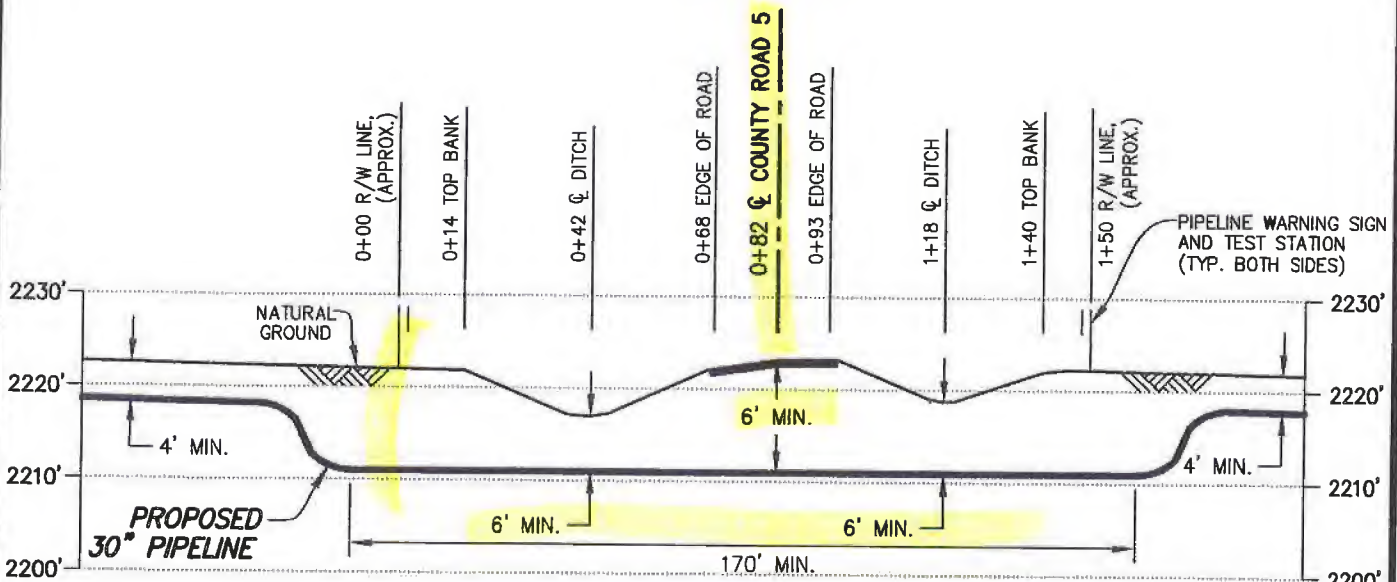 0+00 R/W LINE,
(APPROX.)
0+14 TOP BANK
0+42 ℄ DITCH
0+68 EDGE OF ROAD
0+82 ℄ COUNTY ROAD 5
0+93 EDGE OF ROAD
1+18 ℄ DITCH
1+40 TOP BANK
1+50 R/W LINE,
(APPROX.)
PIPELINE WARNING SIGN
AND TEST STATION
(TYP. BOTH SIDES)
2230'
2230'
NATURAL
GROUND
2220'
2220'
6' MIN.
4' MIN.
4' MIN.
2210'
2210'
PROPOSED
30" PIPELINE
6' MIN.
6' MIN.
170' MIN.
2200'
2200'